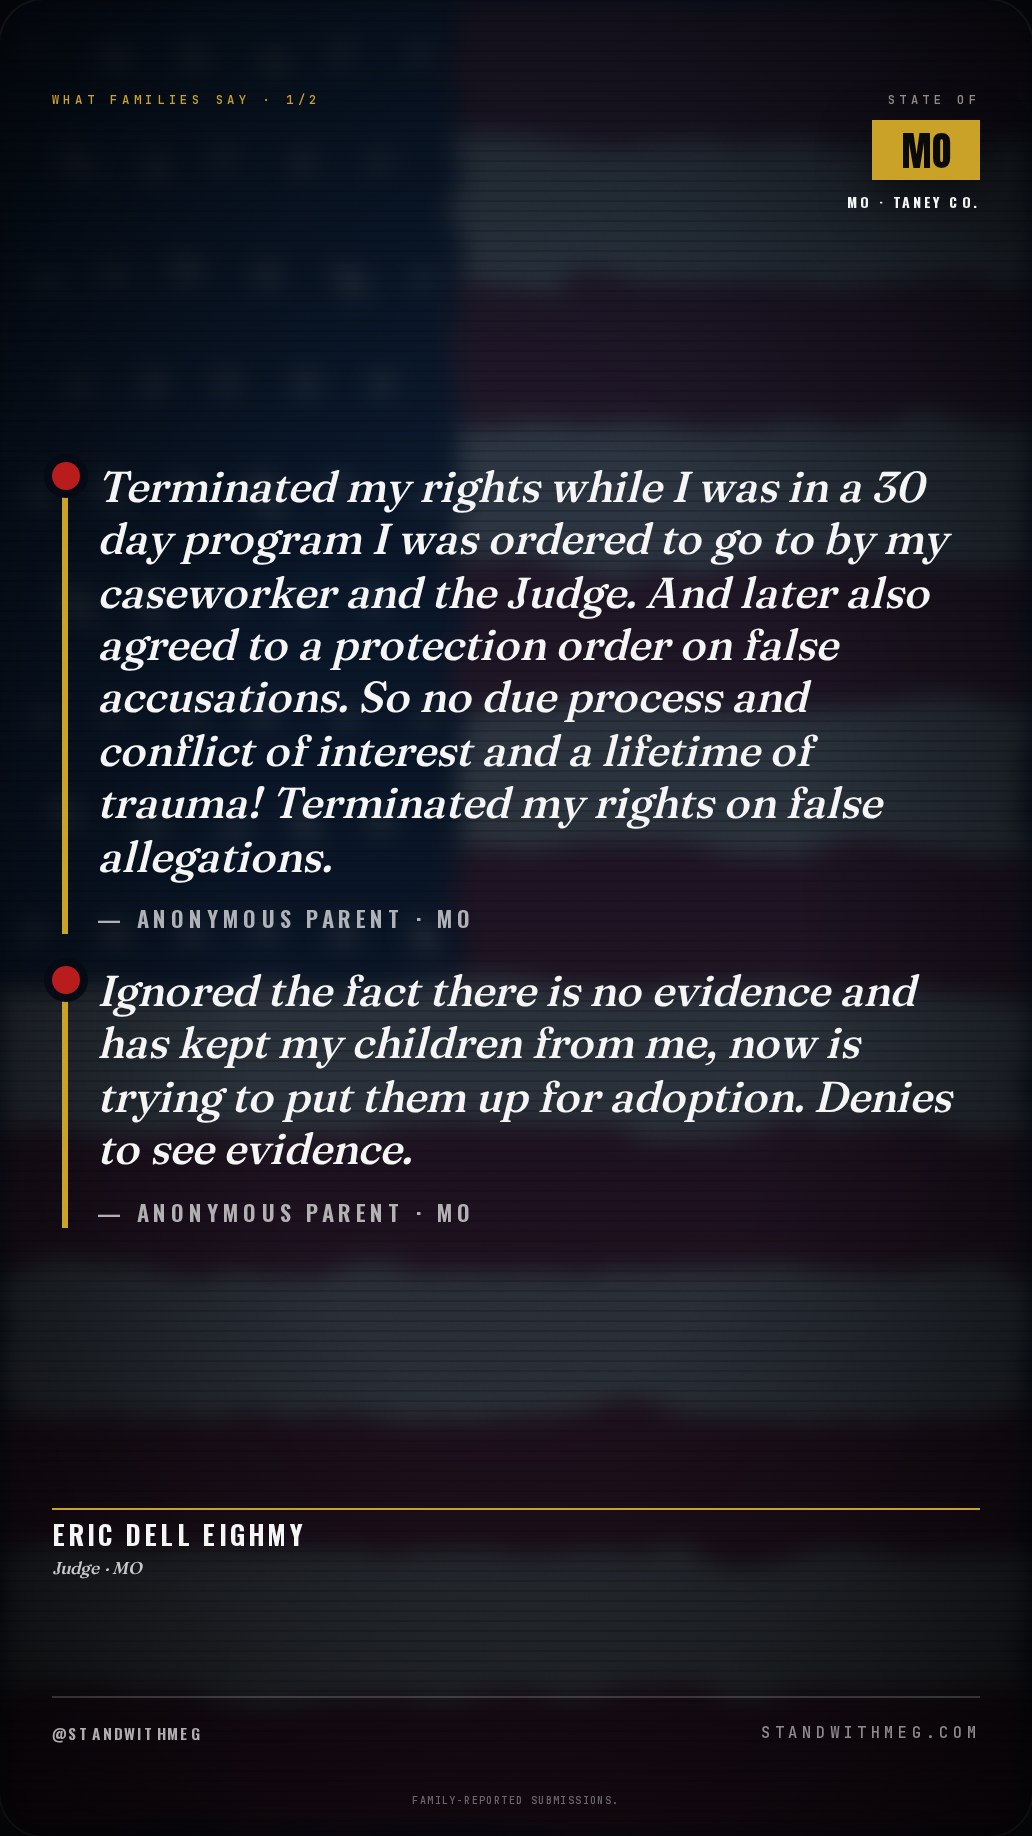 WHAT FAMILIES SAY · 1/2
STATE OF
MO
MO · TANEY CO.
Terminated my rights while I was in a 30
day program I was ordered to go to by my
caseworker and the Judge. And later also
agreed to a protection order on false
accusations. So no due process and
conflict of interest and a lifetime of
trauma! Terminated my rights on false
allegations.
— ANONYMOUS PARENT · MO
Ignored the fact there is no evidence and
has kept my children from me, now is
trying to put them up for adoption. Denies
to see evidence.
— ANONYMOUS PARENT · MO
ERIC DELL EIGHMY
Judge · MO
@STANDWITHMEG
STANDWITHMEG.COM
FAMILY-REPORTED SUBMISSIONS.